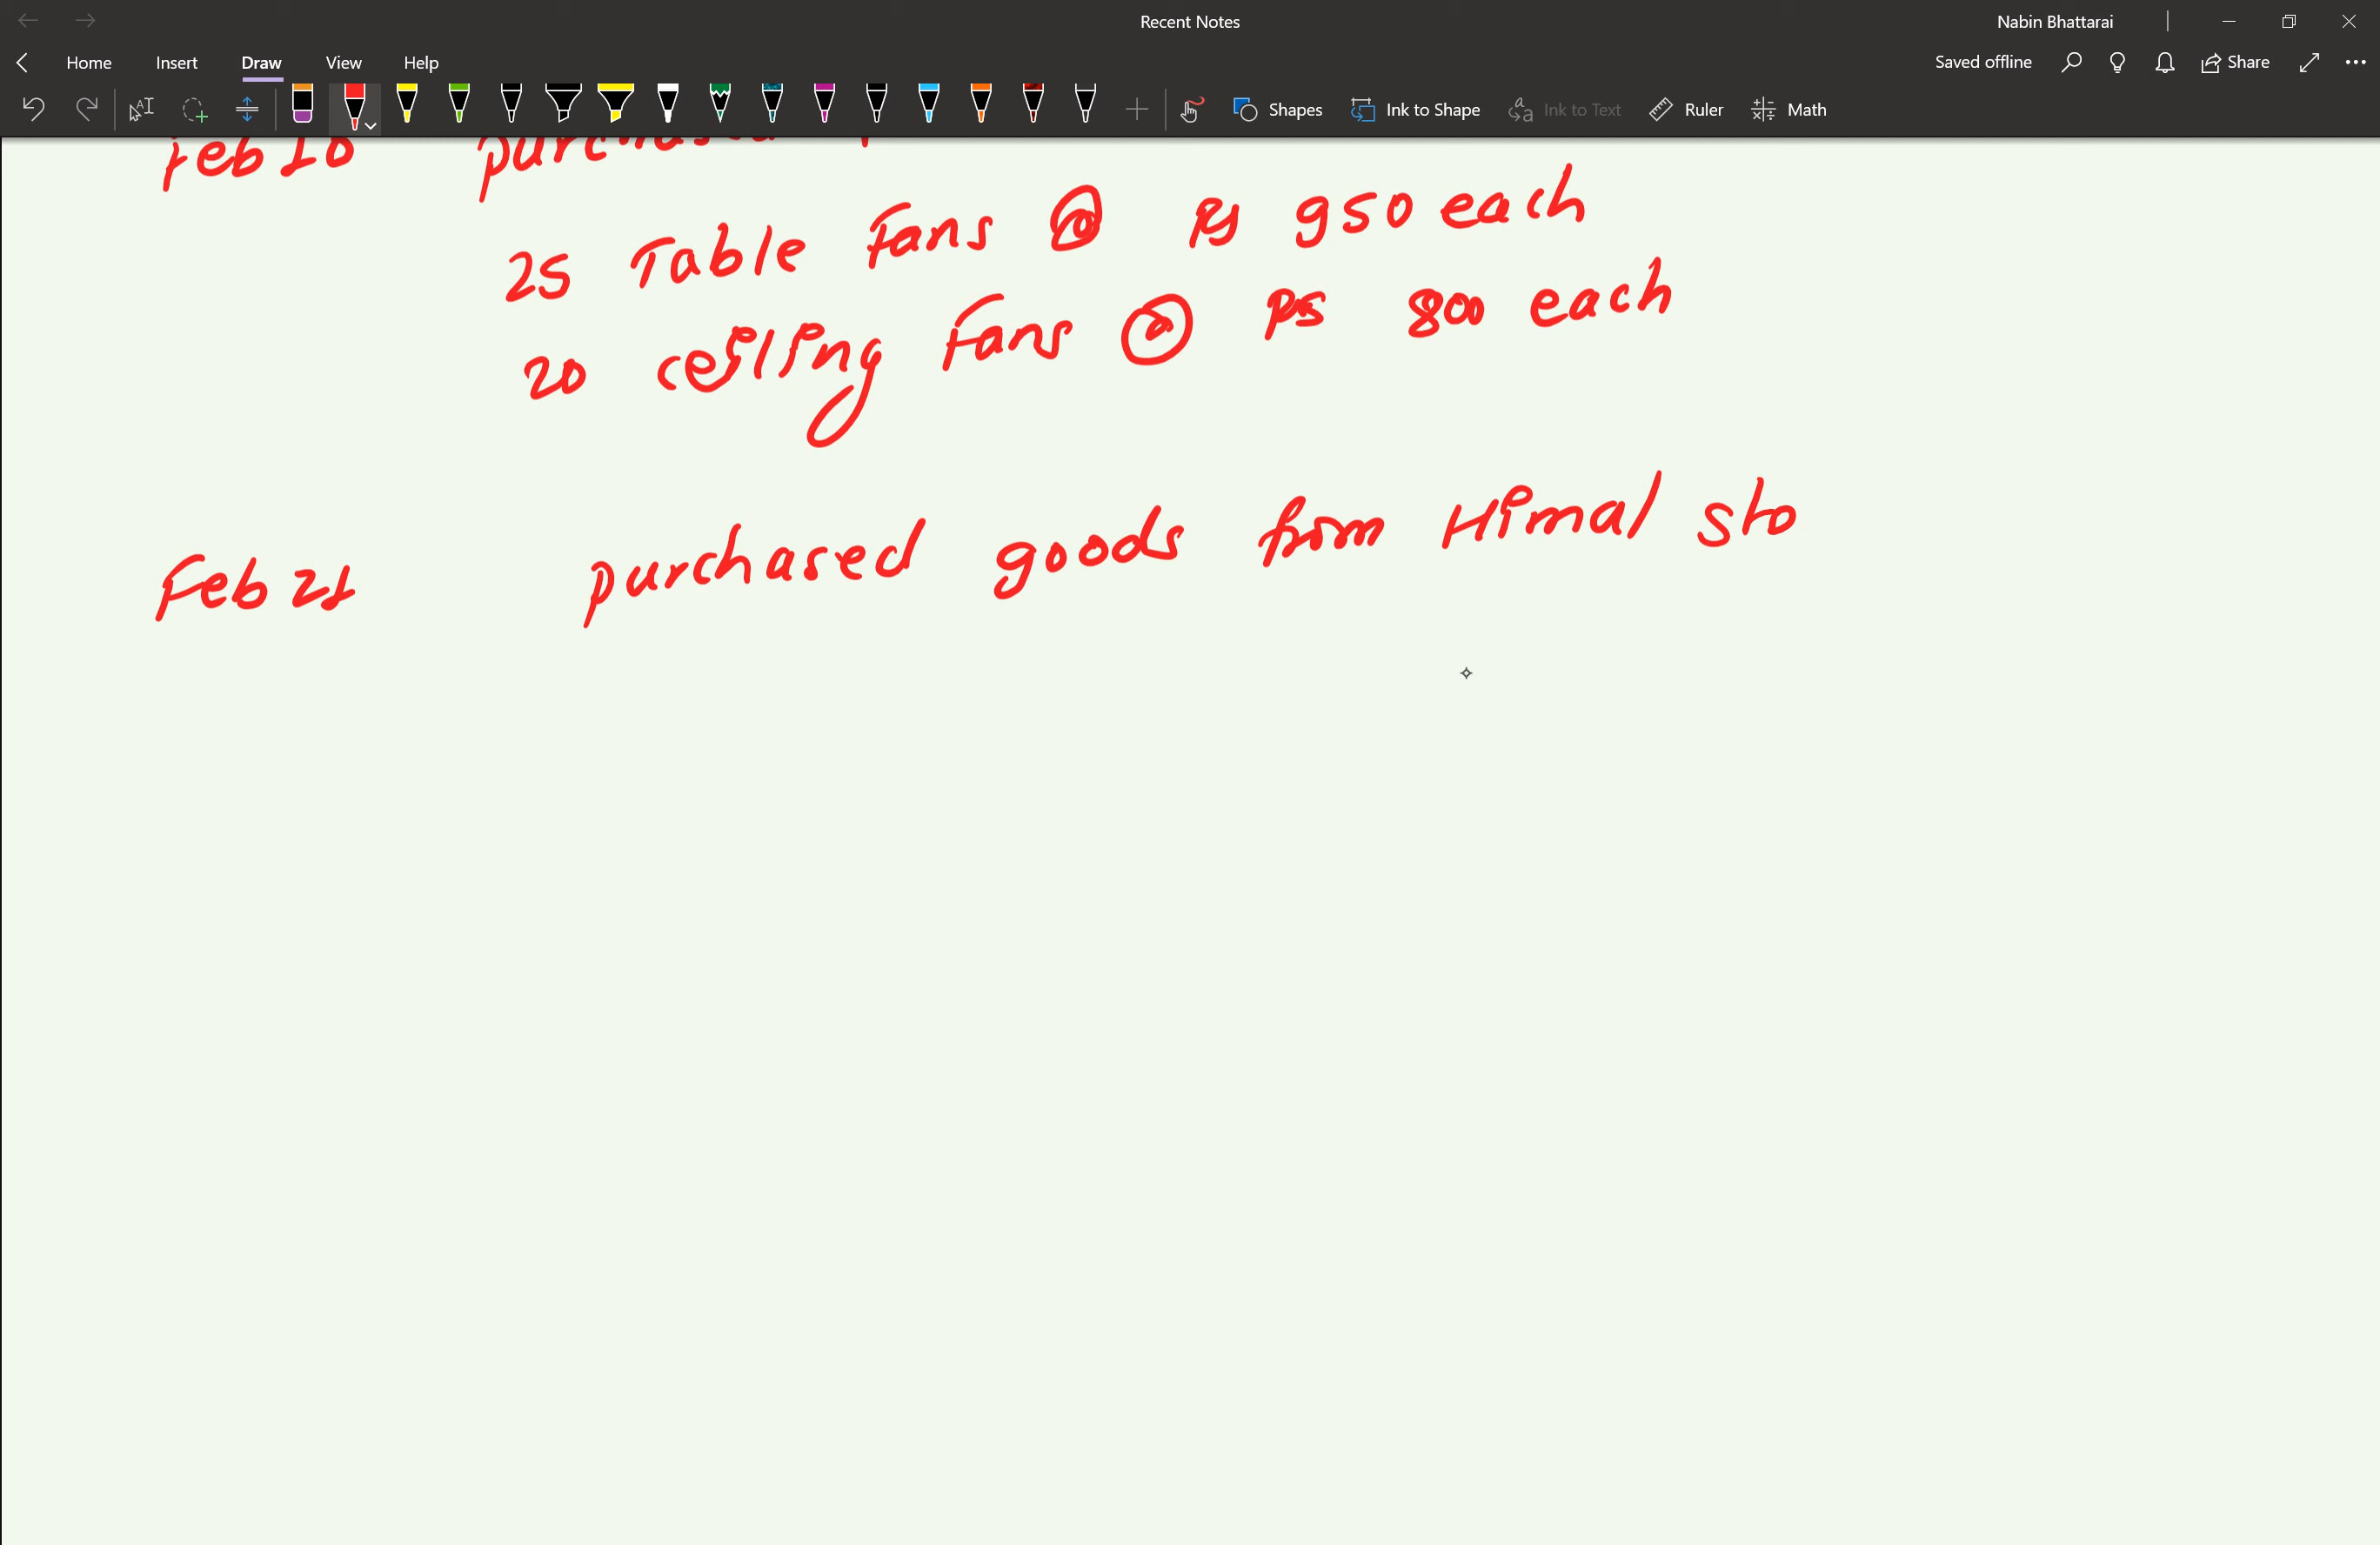 Recent Notes
Nabin Bhattarai
Home Insert Draw View Help
Saved offline
Share
Shapes
Ink to Shape
Ink to Text
Ruler
Math
purchased
25 Table Fans @ Rs 950 each
20 ceiling Fans @ Rs 800 each
Feb 21 purchased goods from Himal sto